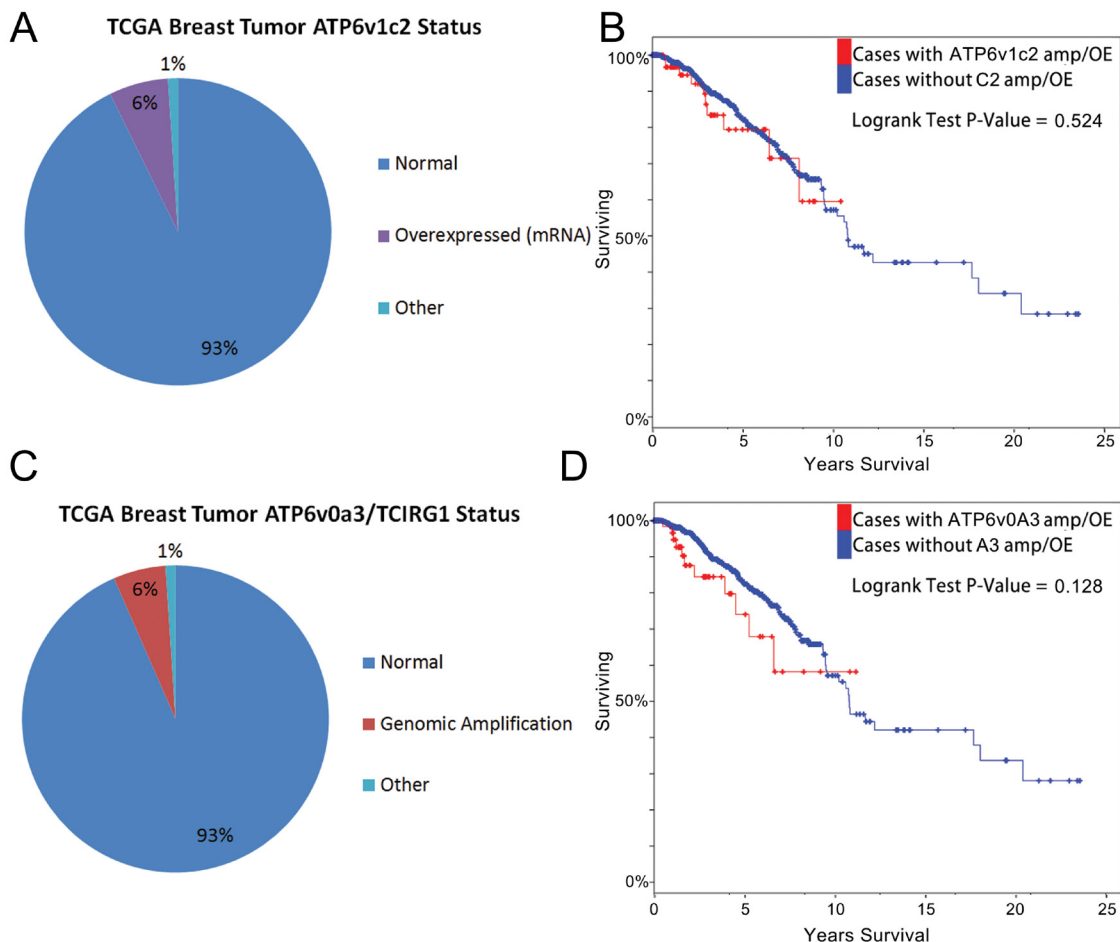 A
TCGA Breast Tumor ATP6v1c2 Status
1%
6%
93%
Normal
Overexpressed (mRNA)
Other
B
100%
50%
0%
Surviving
Cases with ATP6v1c2 amp/OE
Cases without C2 amp/OE
Logrank Test P-Value = 0.524
0 5 10 15 20 25
Years Survival
C
TCGA Breast Tumor ATP6v0a3/TCIRG1 Status
1%
6%
93%
Normal
Genomic Amplification
Other
D
100%
50%
0%
Surviving
Cases with ATP6v0A3 amp/OE
Cases without A3 amp/OE
Logrank Test P-Value = 0.128
0 5 10 15 20 25
Years Survival